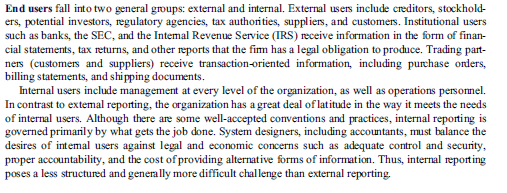 End users fall into two general groups: external and internal. External users include creditors, stockhold-
ers, potential investors, regulatory agencies, tax authorities, suppliers, and customers. Institutional users
such as banks, the SEC, and the Internal Revenue Service (IRS) receive information in the form of finan-
cial statements, tax returns, and other reports that the firm has a legal obligation to produce. Trading part-
ners (customers and suppliers) receive transaction-oriented information, including purchase orders,
billing statements, and shipping documents.
Internal users include management at every level of the organization, as well as operations personnel.
In contrast to external reporting, the organization has a great deal of latitude in the way it meets the needs
of internal users. Although there are some well-accepted conventions and practices, internal reporting is
governed primarily by what gets the job done. System designers, including accountants, must balance the
desires of internal users against legal and economic concerns such as adequate control and security,
proper accountability, and the cost of providing alternative forms of information. Thus, internal reporting
poses a less structured and generally more difficult challenge than external reporting.